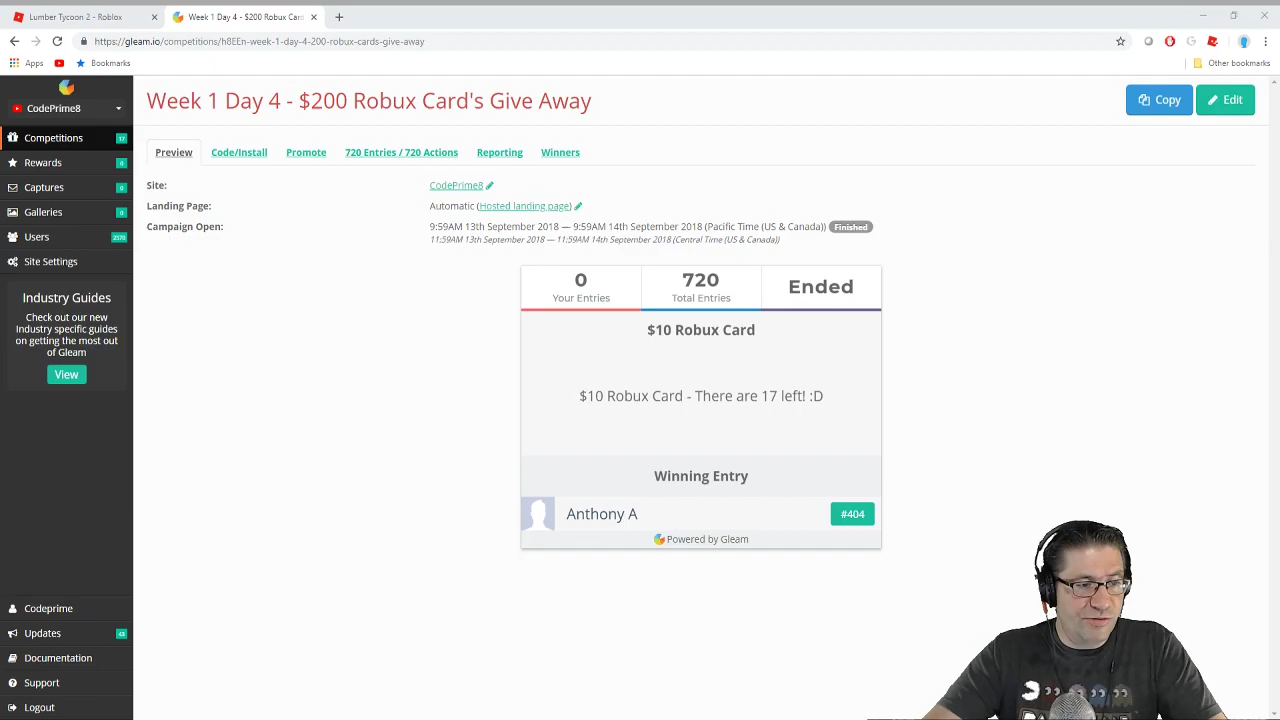 Lumber Tycoon 2 - Roblox
Week 1 Day 4 - $200 Robux Card
https://gleam.io/competitions/h8EEn-week-1-day-4-200-robux-cards-give-away
Apps
Bookmarks
Other bookmarks
CodePrime8
Competitions 17
Rewards 0
Captures 0
Galleries 0
Users 2570
Site Settings
Industry Guides
Check out our new
Industry specific guides
on getting the most out
of Gleam
View
Codeprime
Updates 43
Documentation
Support
Logout
Week 1 Day 4 - $200 Robux Card's Give Away
Copy
Edit
Preview Code/Install Promote 720 Entries / 720 Actions Reporting Winners
Site: CodePrime8
Landing Page: Automatic (Hosted landing page)
Campaign Open: 9:59AM 13th September 2018 — 9:59AM 14th September 2018 (Pacific Time (US & Canada)) Finished
11:59AM 13th September 2018 — 11:59AM 14th September 2018 (Central Time (US & Canada))
0 720 Ended
Your Entries Total Entries
$10 Robux Card
$10 Robux Card - There are 17 left! :D
Winning Entry
Anthony A #404
Powered by Gleam